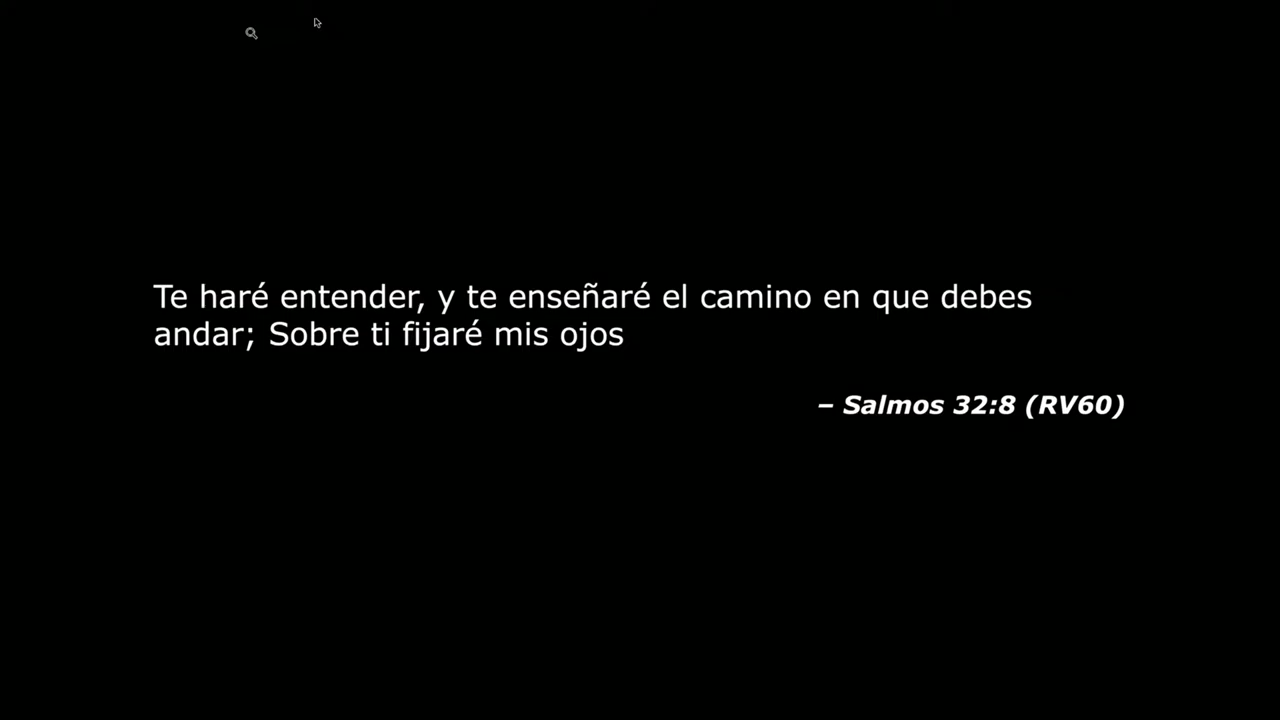 Te haré entender, y te enseñaré el camino en que debes
andar; Sobre ti fijaré mis ojos
– Salmos 32:8 (RV60)